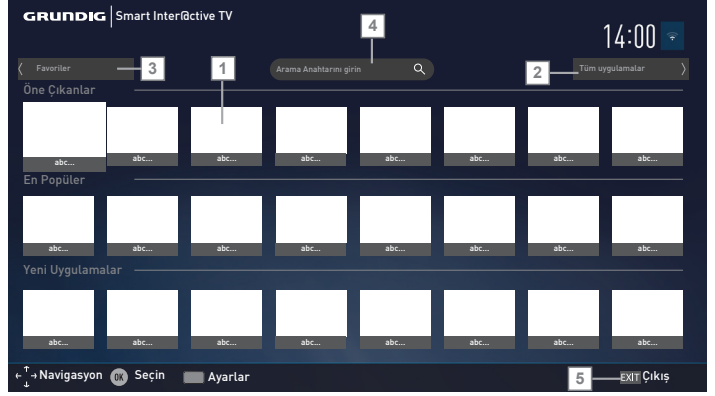 GRUNDIG Smart Inter@ctive TV
4
14:00
Favoriler 3 1 Arama Anahtarını girin 2 Tüm uygulamalar
Öne Çıkanlar
abc... abc... abc... abc... abc... abc... abc... abc...
En Popüler
abc... abc... abc... abc... abc... abc... abc... abc...
Yeni Uygulamalar
abc... abc... abc... abc... abc... abc... abc... abc...
Navigasyon OK Seçin Ayarlar 5 EXIT Çıkış